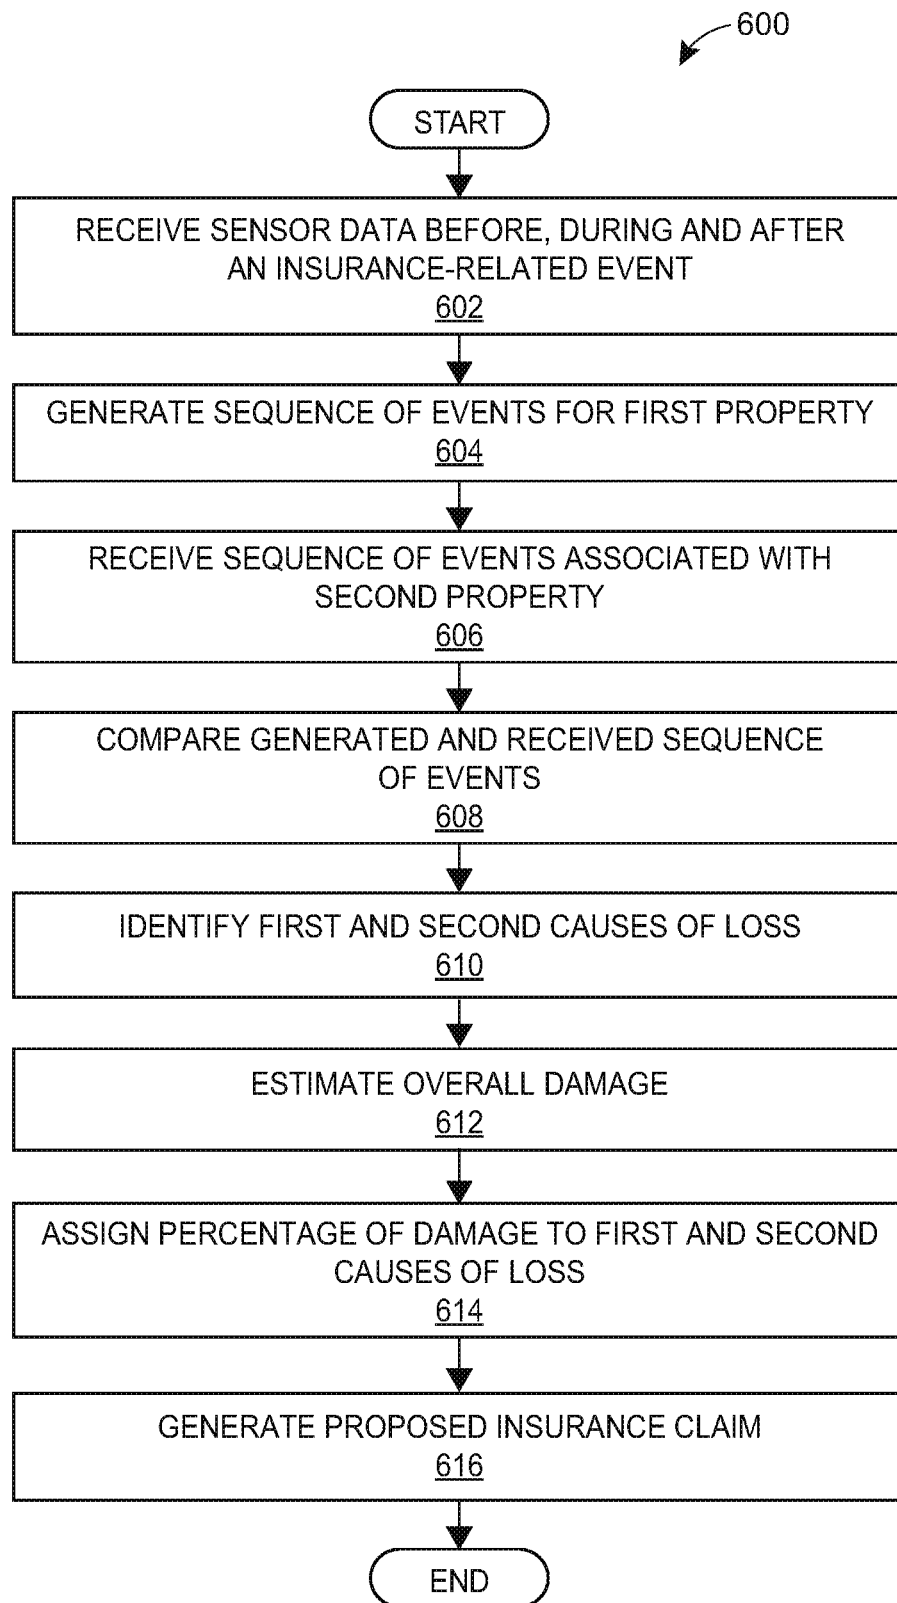 600
START
RECEIVE SENSOR DATA BEFORE, DURING AND AFTER
AN INSURANCE-RELATED EVENT
602
GENERATE SEQUENCE OF EVENTS FOR FIRST PROPERTY
604
RECEIVE SEQUENCE OF EVENTS ASSOCIATED WITH
SECOND PROPERTY
606
COMPARE GENERATED AND RECEIVED SEQUENCE
OF EVENTS
608
IDENTIFY FIRST AND SECOND CAUSES OF LOSS
610
ESTIMATE OVERALL DAMAGE
612
ASSIGN PERCENTAGE OF DAMAGE TO FIRST AND SECOND
CAUSES OF LOSS
614
GENERATE PROPOSED INSURANCE CLAIM
616
END